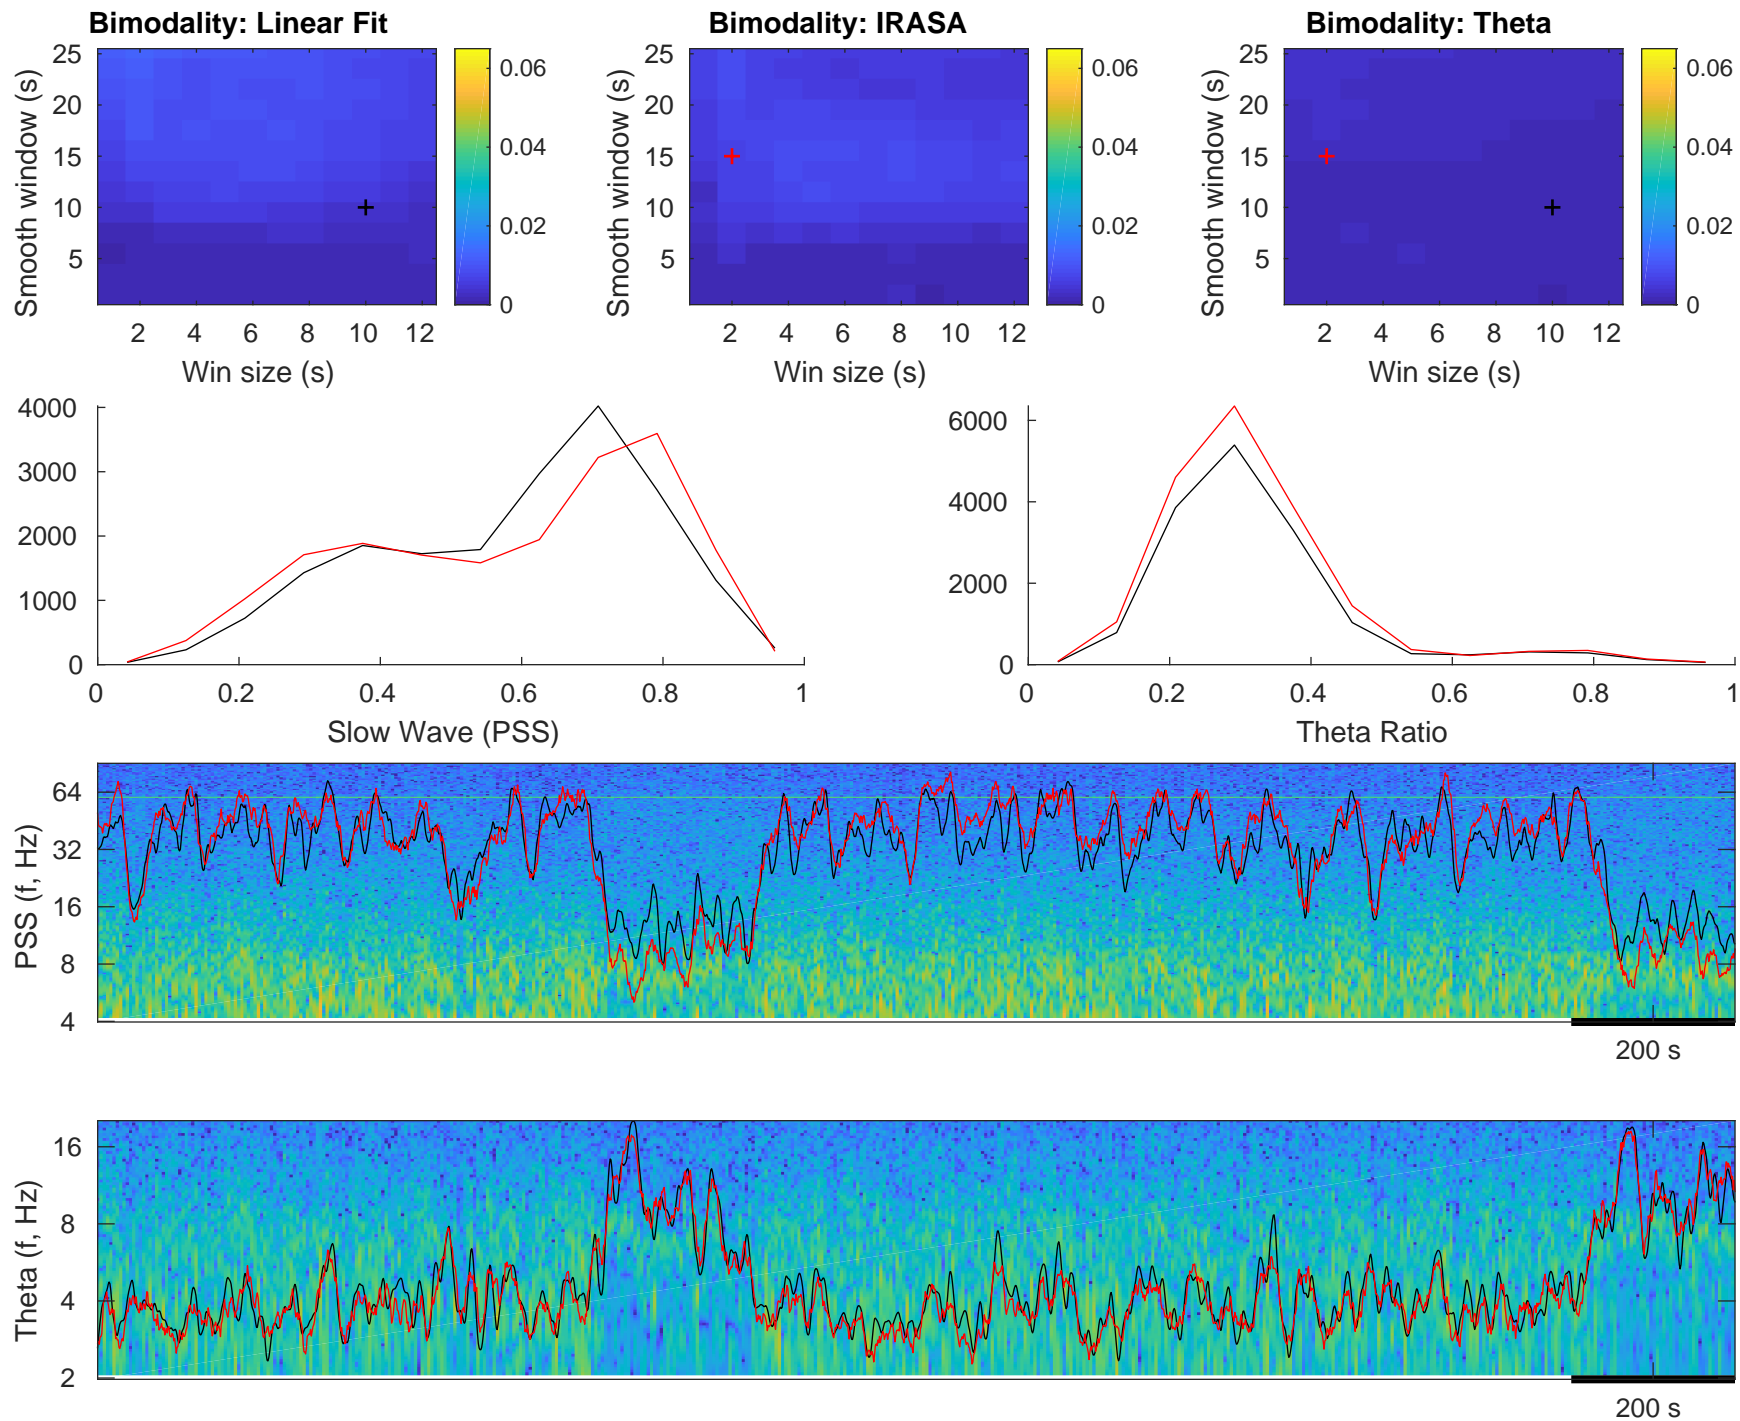 Bimodality: Linear Fit
Bimodality: IRASA
Bimodality: Theta
Smooth window (s)
25
20
15
10
5
2 4 6 8 10 12
Win size (s)
0.06
0.04
0.02
0
Smooth window (s)
25
20
15
10
5
2 4 6 8 10 12
Win size (s)
0.06
0.04
0.02
0
Smooth window (s)
25
20
15
10
5
2 4 6 8 10 12
Win size (s)
0.06
0.04
0.02
0
4000
3000
2000
1000
0
0 0.2 0.4 0.6 0.8 1
Slow Wave (PSS)
6000
4000
2000
0
0 0.2 0.4 0.6 0.8 1
Theta Ratio
PSS (f, Hz)
64
32
16
8
4
200 s
Theta (f, Hz)
16
8
4
2
200 s